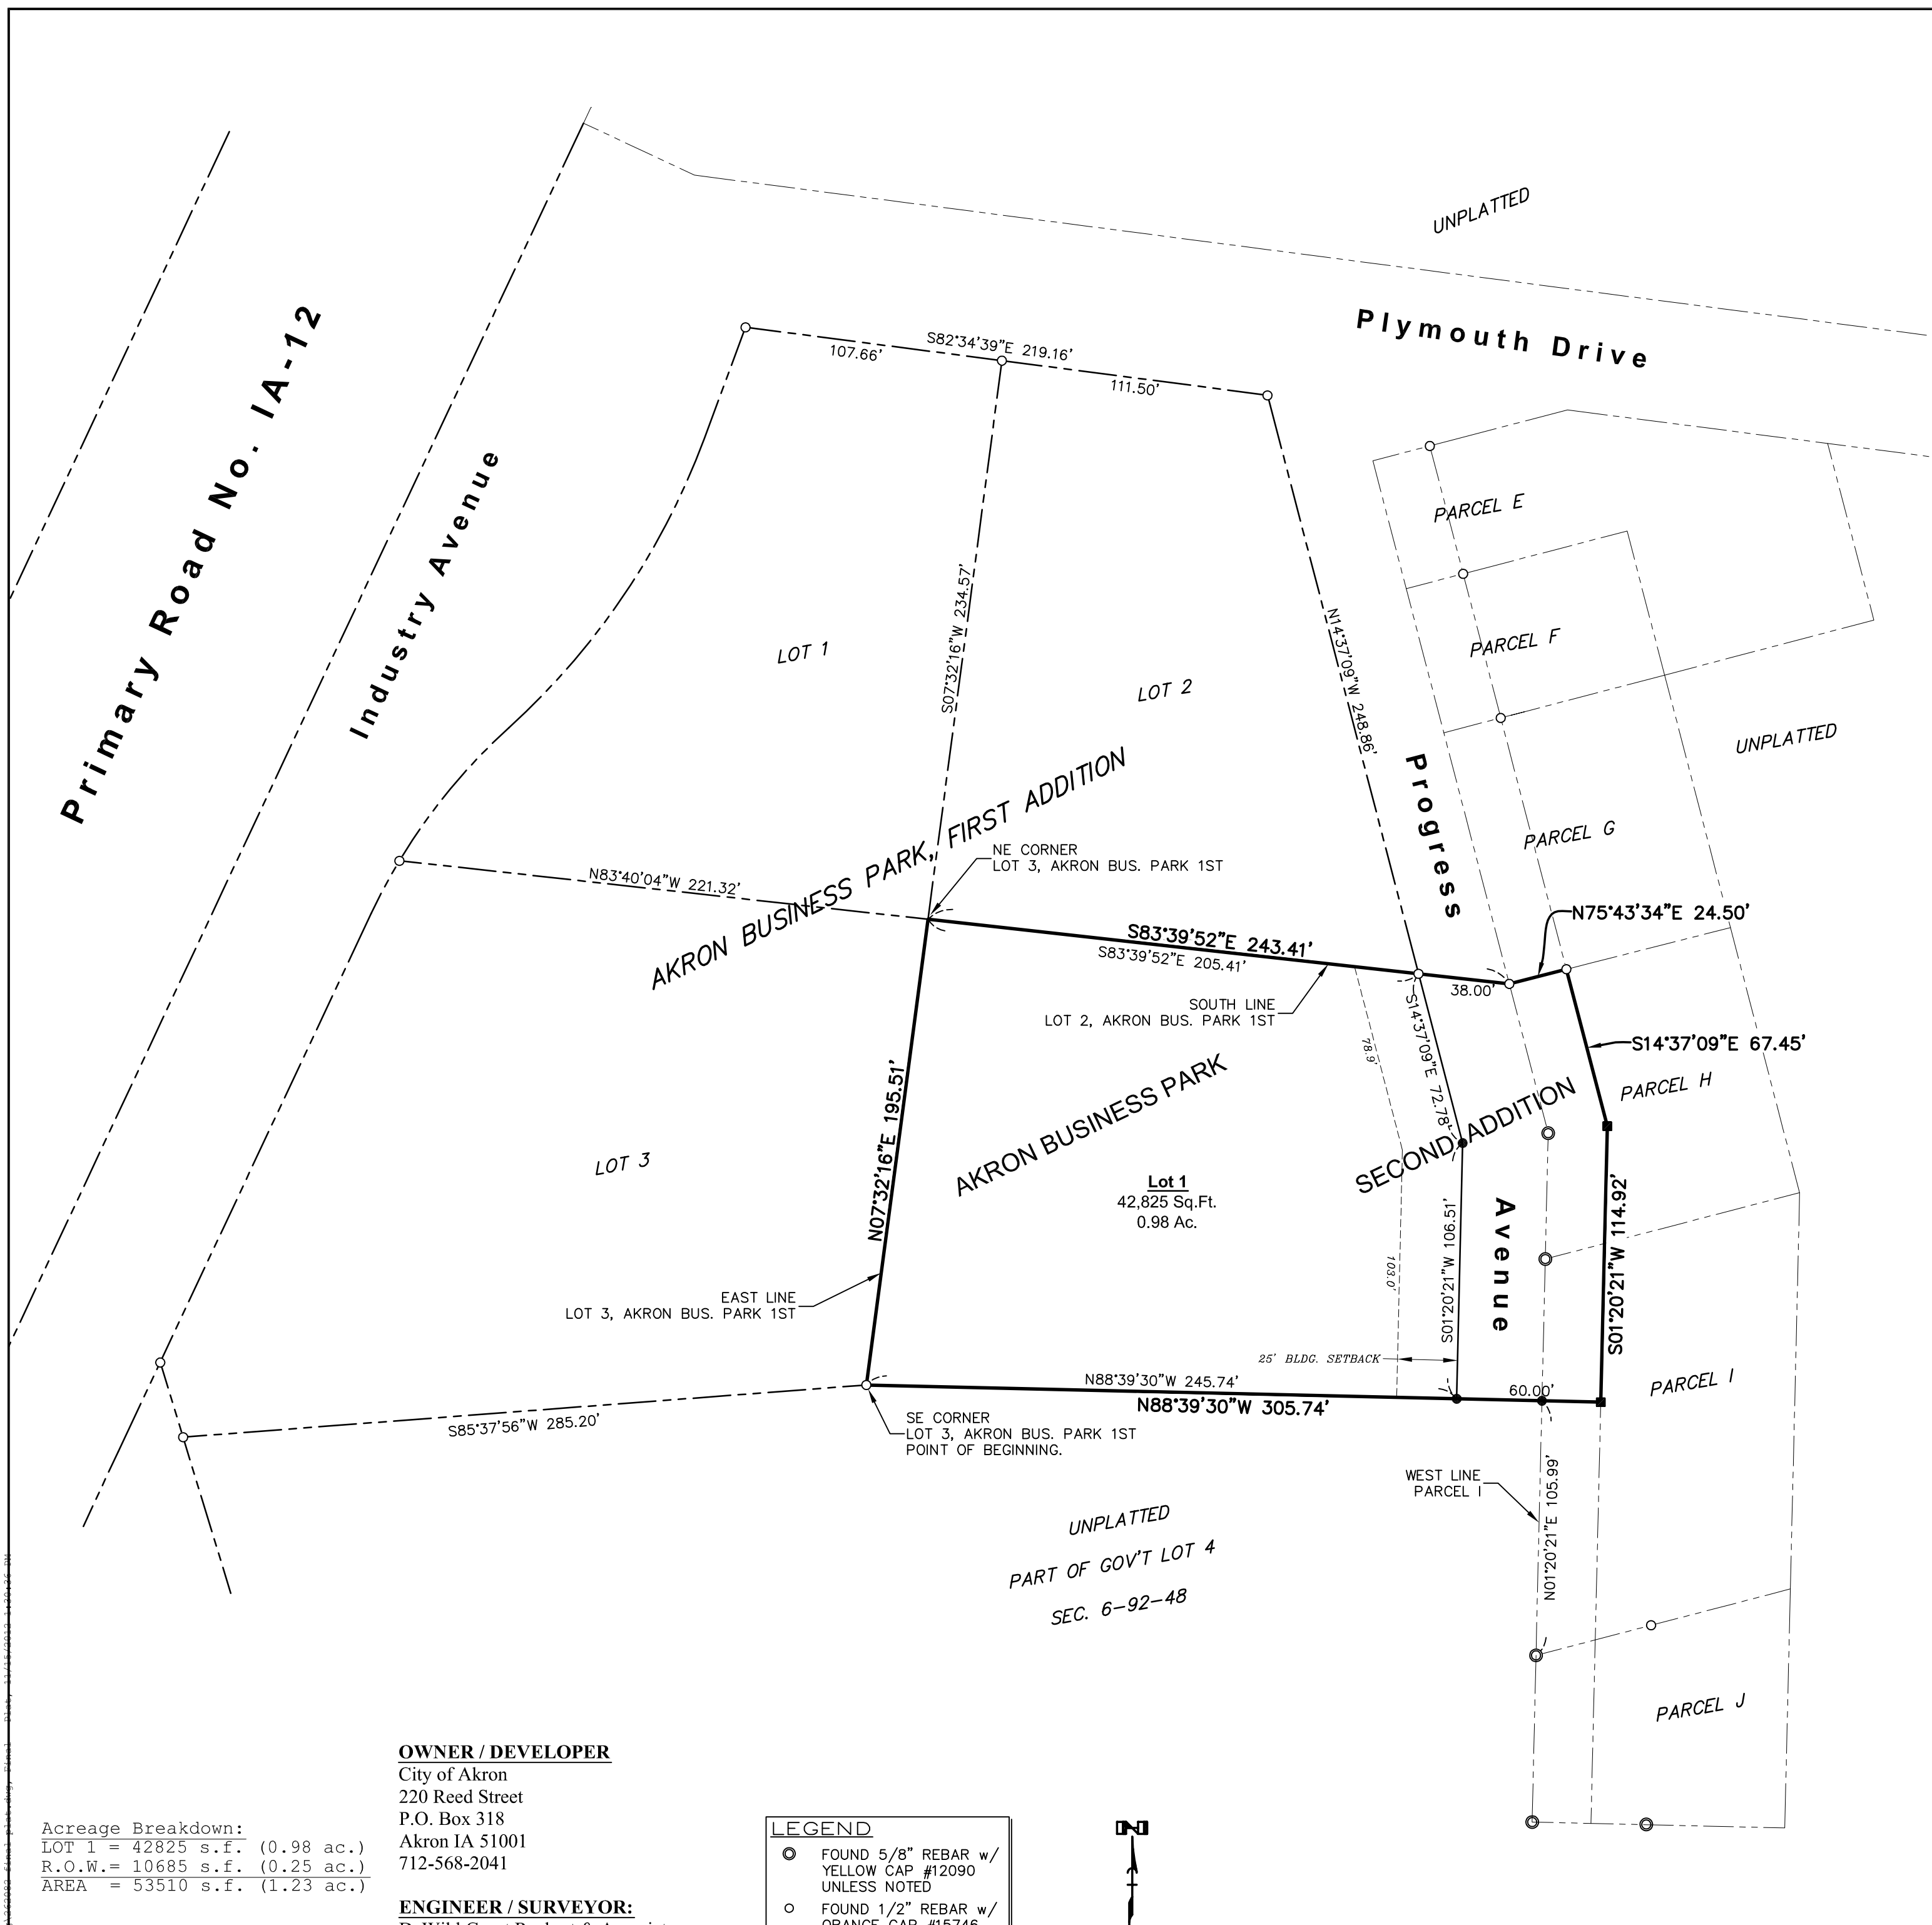 UNPLATTED
Plymouth Drive
Primary Road No. IA-12
Industry Avenue
S82°34'39"E 219.16'
107.66'
111.50'
PARCEL E
PARCEL F
UNPLATTED
PARCEL G
LOT 1
S07°32'16"W 234.57'
LOT 2
N14°37'09"W 248.86'
Progress
AKRON BUSINESS PARK, FIRST ADDITION
NE CORNER
LOT 3, AKRON BUS. PARK 1ST
N83°40'04"W 221.32'
N75°43'34"E 24.50'
S83°39'52"E 243.41'
S83°39'52"E 205.41'
38.00'
SOUTH LINE
LOT 2, AKRON BUS. PARK 1ST
S14°37'09"E 67.45'
78.9'
S14°37'09"E 72.78'
PARCEL H
AKRON BUSINESS PARK
SECOND ADDITION
LOT 3
N07°32'16"E 195.51'
Lot 1
42,825 Sq.Ft.
0.98 Ac.
Avenue
S01°20'21"W 106.51'
S01°20'21"W 114.92'
103.0'
EAST LINE
LOT 3, AKRON BUS. PARK 1ST
25' BLDG. SETBACK
N88°39'30"W 245.74'
60.00'
N88°39'30"W 305.74'
PARCEL I
S85°37'56"W 285.20'
SE CORNER
LOT 3, AKRON BUS. PARK 1ST
POINT OF BEGINNING.
WEST LINE
PARCEL I
N01°20'21"E 105.99'
UNPLATTED
PART OF GOV'T LOT 4
SEC. 6-92-48
PARCEL J
OWNER / DEVELOPER
City of Akron
220 Reed Street
P.O. Box 318
Akron IA 51001
712-568-2041
Acreage Breakdown:
LOT 1 = 42825 s.f. (0.98 ac.)
R.O.W.= 10685 s.f. (0.25 ac.)
AREA = 53510 s.f. (1.23 ac.)
ENGINEER / SURVEYOR:
LEGEND
FOUND 5/8" REBAR w/
YELLOW CAP #12090
UNLESS NOTED
FOUND 1/2" REBAR w/
ORANGE CAP #15746
N